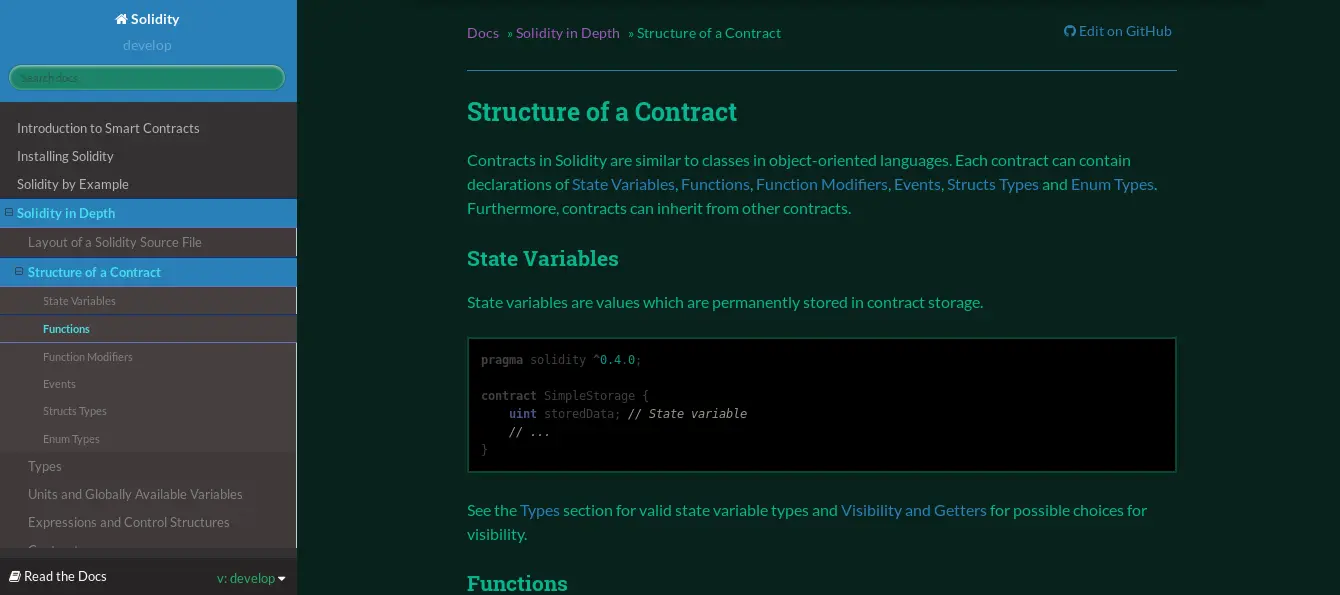 Solidity
develop
Search docs
Introduction to Smart Contracts
Installing Solidity
Solidity by Example
Solidity in Depth
Layout of a Solidity Source File
Structure of a Contract
State Variables
Functions
Function Modifiers
Events
Structs Types
Enum Types
Types
Units and Globally Available Variables
Expressions and Control Structures
Read the Docs
v: develop
Docs » Solidity in Depth » Structure of a Contract
Edit on GitHub
Structure of a Contract
Contracts in Solidity are similar to classes in object-oriented languages. Each contract can contain
declarations of State Variables, Functions, Function Modifiers, Events, Structs Types and Enum Types.
Furthermore, contracts can inherit from other contracts.
State Variables
State variables are values which are permanently stored in contract storage.
pragma solidity ^0.4.0;
contract SimpleStorage {
    uint storedData; // State variable
    // ...
}
See the Types section for valid state variable types and Visibility and Getters for possible choices for
visibility.
Functions